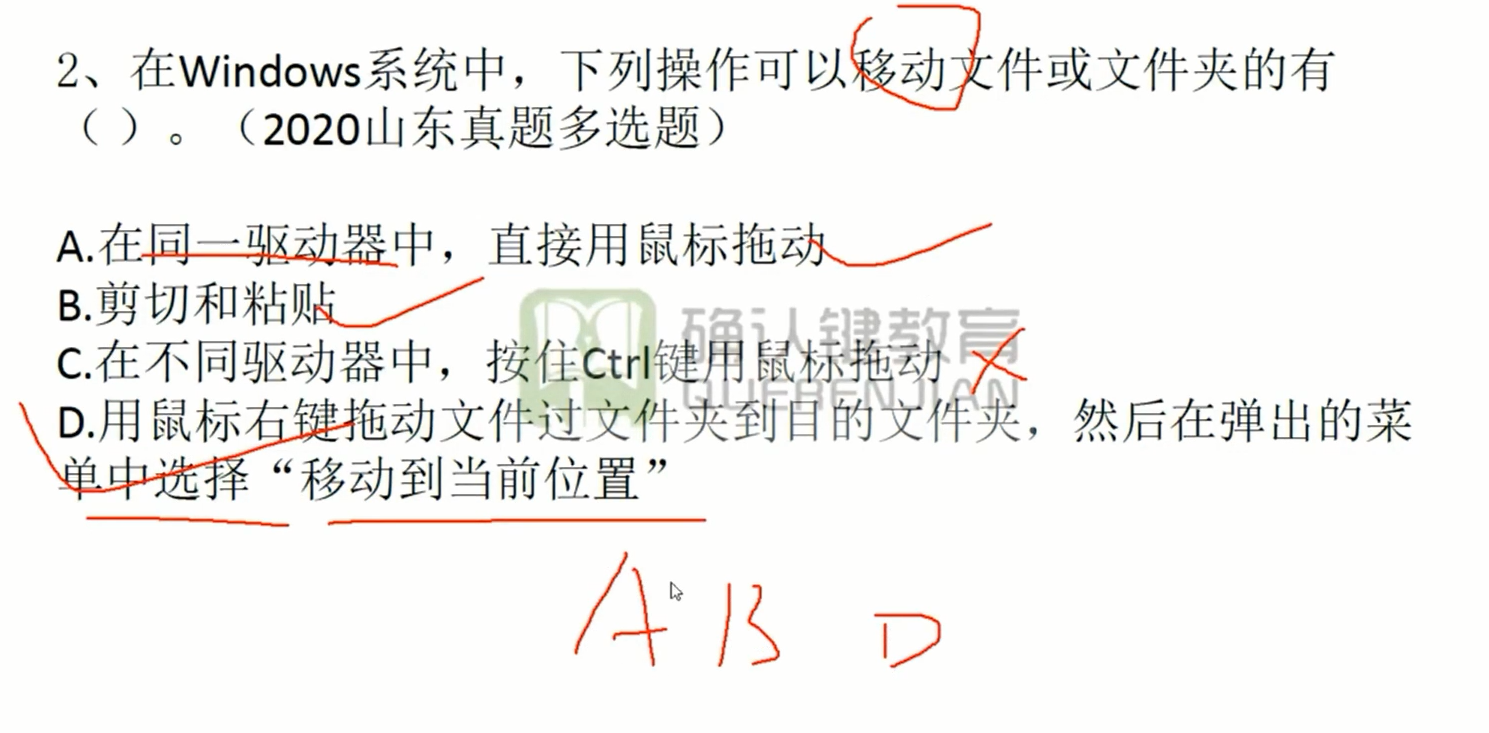 2、在Windows系统中，下列操作可以移动文件或文件夹的有
（ ）。（2020山东真题多选题）
A.在同一驱动器中，直接用鼠标拖动
B.剪切和粘贴
确认键教育
QUERENJIAN
C.在不同驱动器中，按住Ctrl键用鼠标拖动
D.用鼠标右键拖动文件过文件夹到目的文件夹，然后在弹出的菜
单中选择“移动到当前位置”
A B D